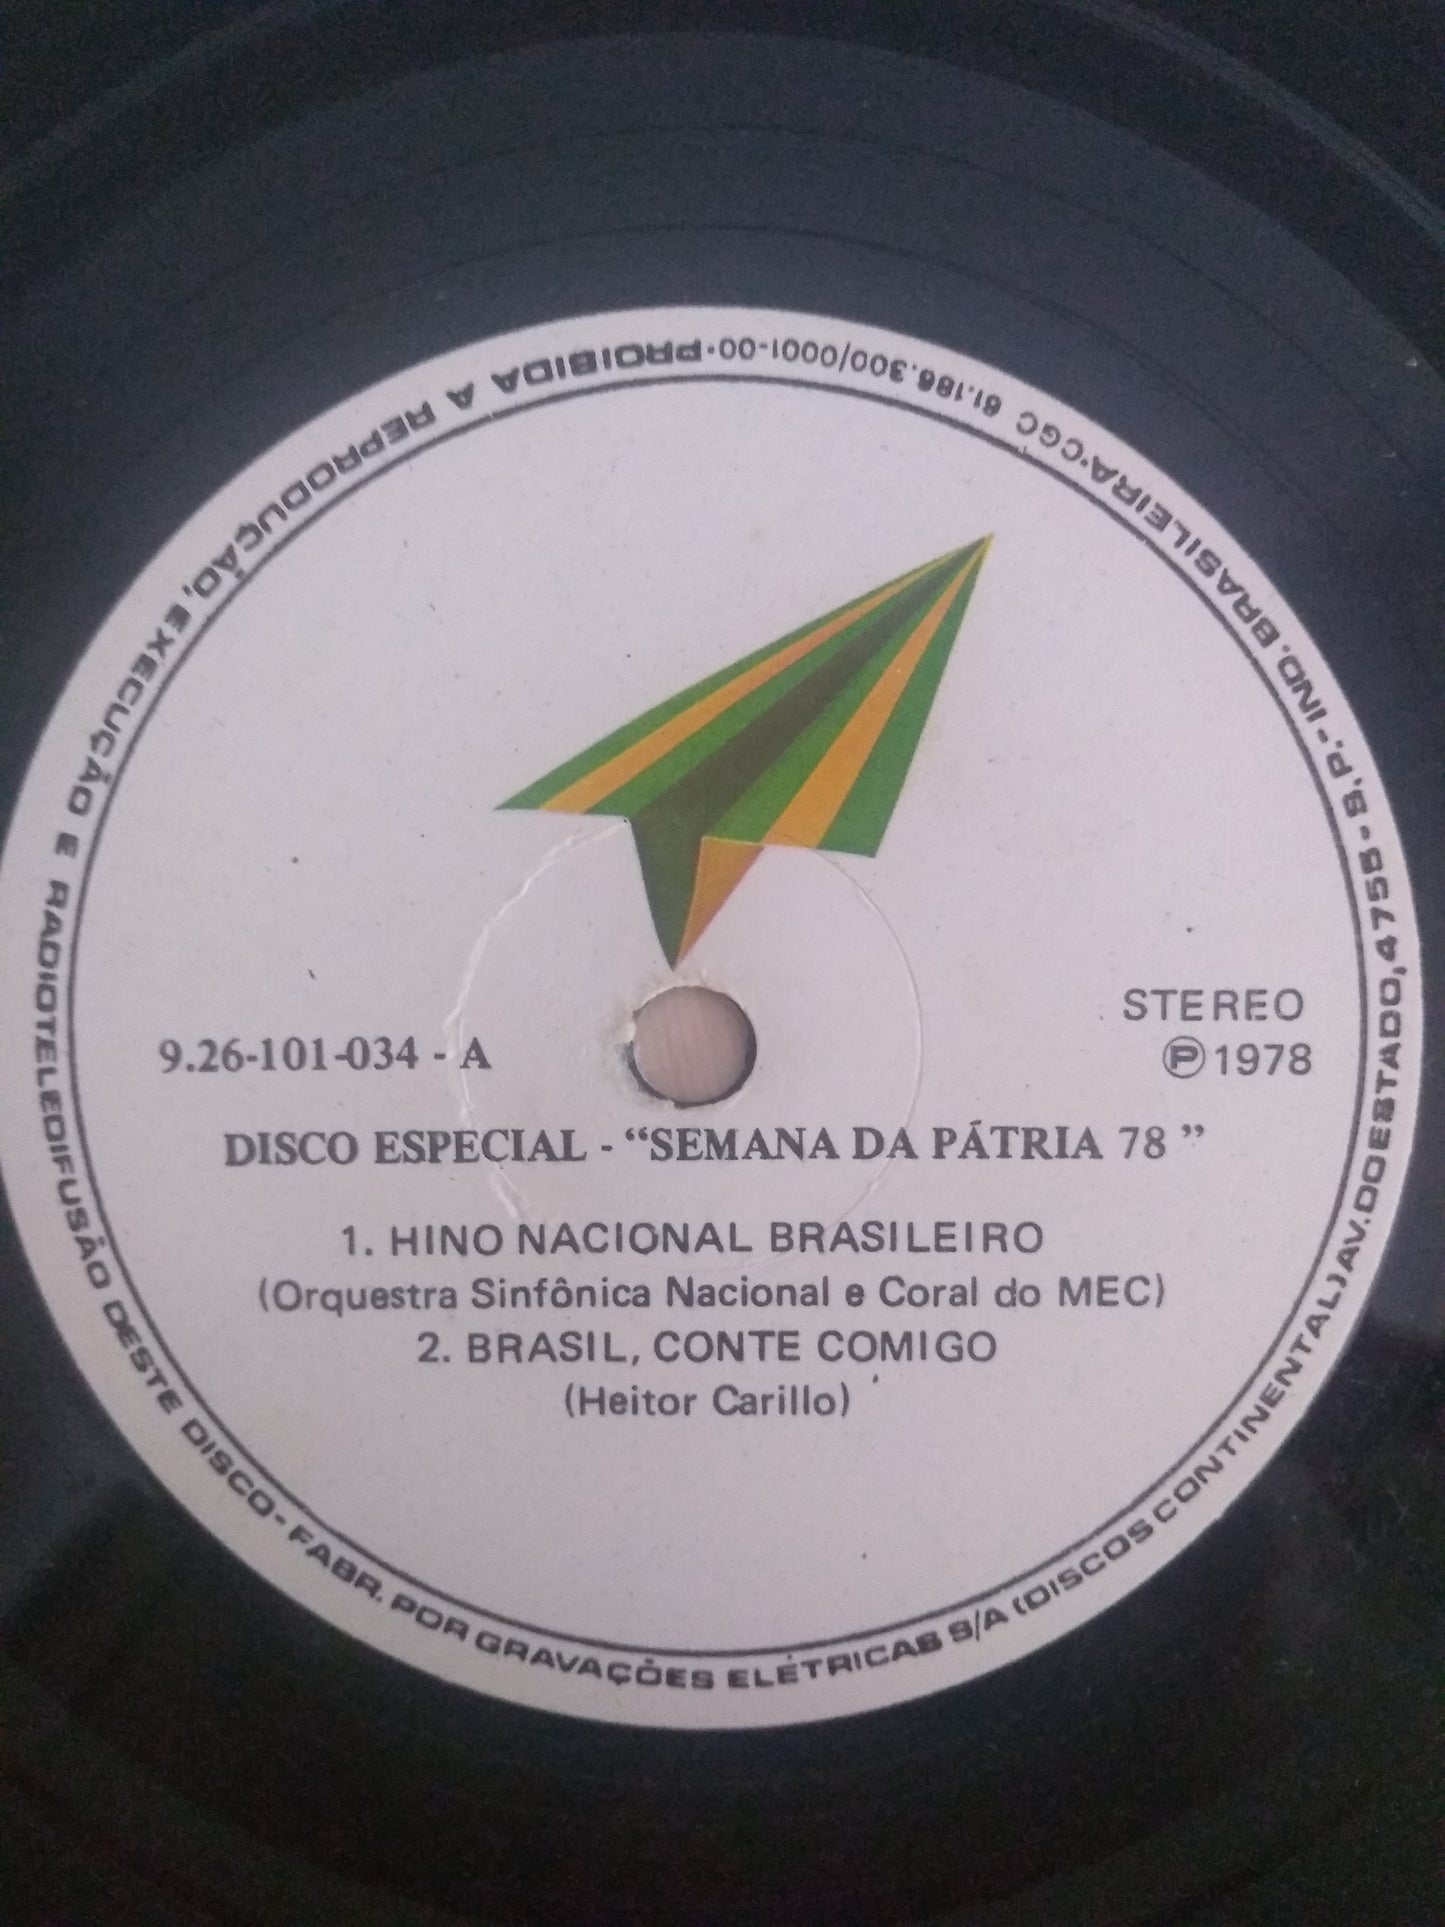 9.26-101-034 - A
STEREO
Ⓟ1978
DISCO ESPECIAL - “SEMANA DA PÁTRIA 78 ”
1. HINO NACIONAL BRASILEIRO
(Orquestra Sinfônica Nacional e Coral do MEC)
2. BRASIL, CONTE COMIGO
(Heitor Carillo)
PROIBIDA A REPRODUÇÃO, EXECUÇÃO E RADIOTELEDIFUSÃO DESTE DISCO - FABR. POR GRAVAÇÕES ELÉTRICAS S/A (DISCOS CONTINENTAL) AV. DO ESTADO, 4755 - S.P. - IND. BRASILEIRA•CGC 61.186.300/0001-00•